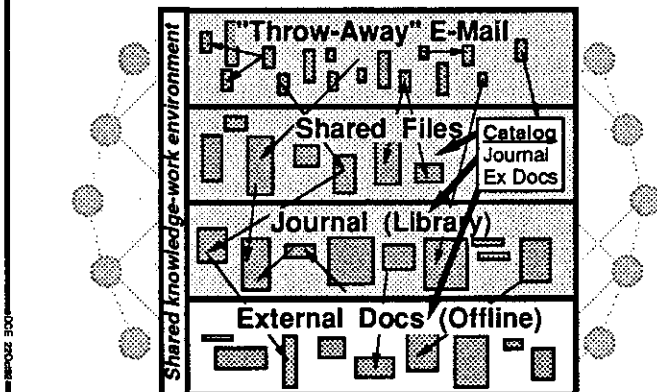 "Throw-Away" E-Mail
Shared Files
Catalog
Journal
Ex Docs
Journal (Library)
External Docs (Offline)
Shared knowledge-work environment